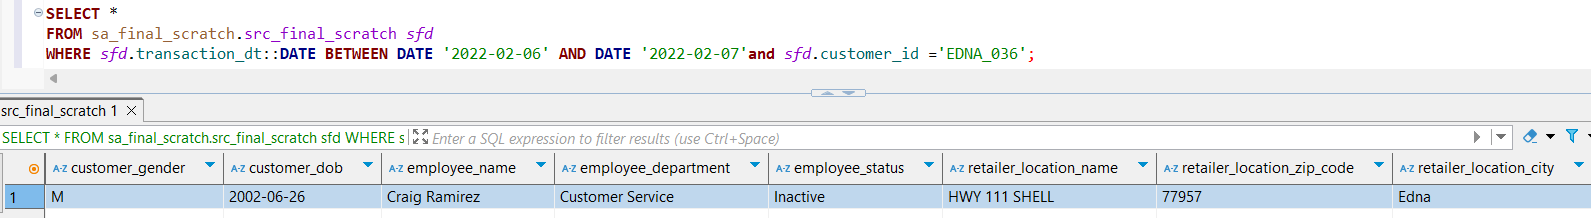 SELECT *
FROM sa_final_scratch.src_final_scratch sfd
WHERE sfd.transaction_dt::DATE BETWEEN DATE '2022-02-06' AND DATE '2022-02-07'and sfd.customer_id ='EDNA_036';
src_final_scratch 1
SELECT * FROM sa_final_scratch.src_final_scratch sfd WHERE s Enter a SQL expression to filter results (use Ctrl+Space)
A-Z customer_gender A-Z customer_dob A-Z employee_name A-Z employee_department A-Z employee_status A-Z retailer_location_name A-Z retailer_location_zip_code A-Z retailer_location_city
1 M 2002-06-26 Craig Ramirez Customer Service Inactive HWY 111 SHELL 77957 Edna